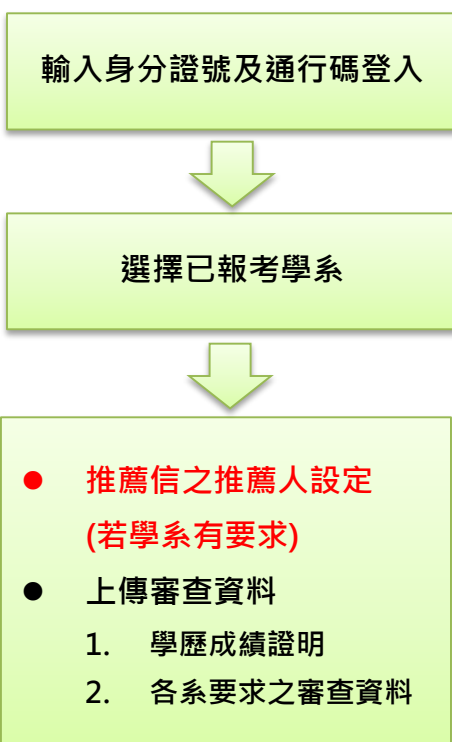 輸入身分證號及通行碼登入
選擇已報考學系
● 推薦信之推薦人設定
(若學系有要求)
● 上傳審查資料
1. 學歷成績證明
2. 各系要求之審查資料